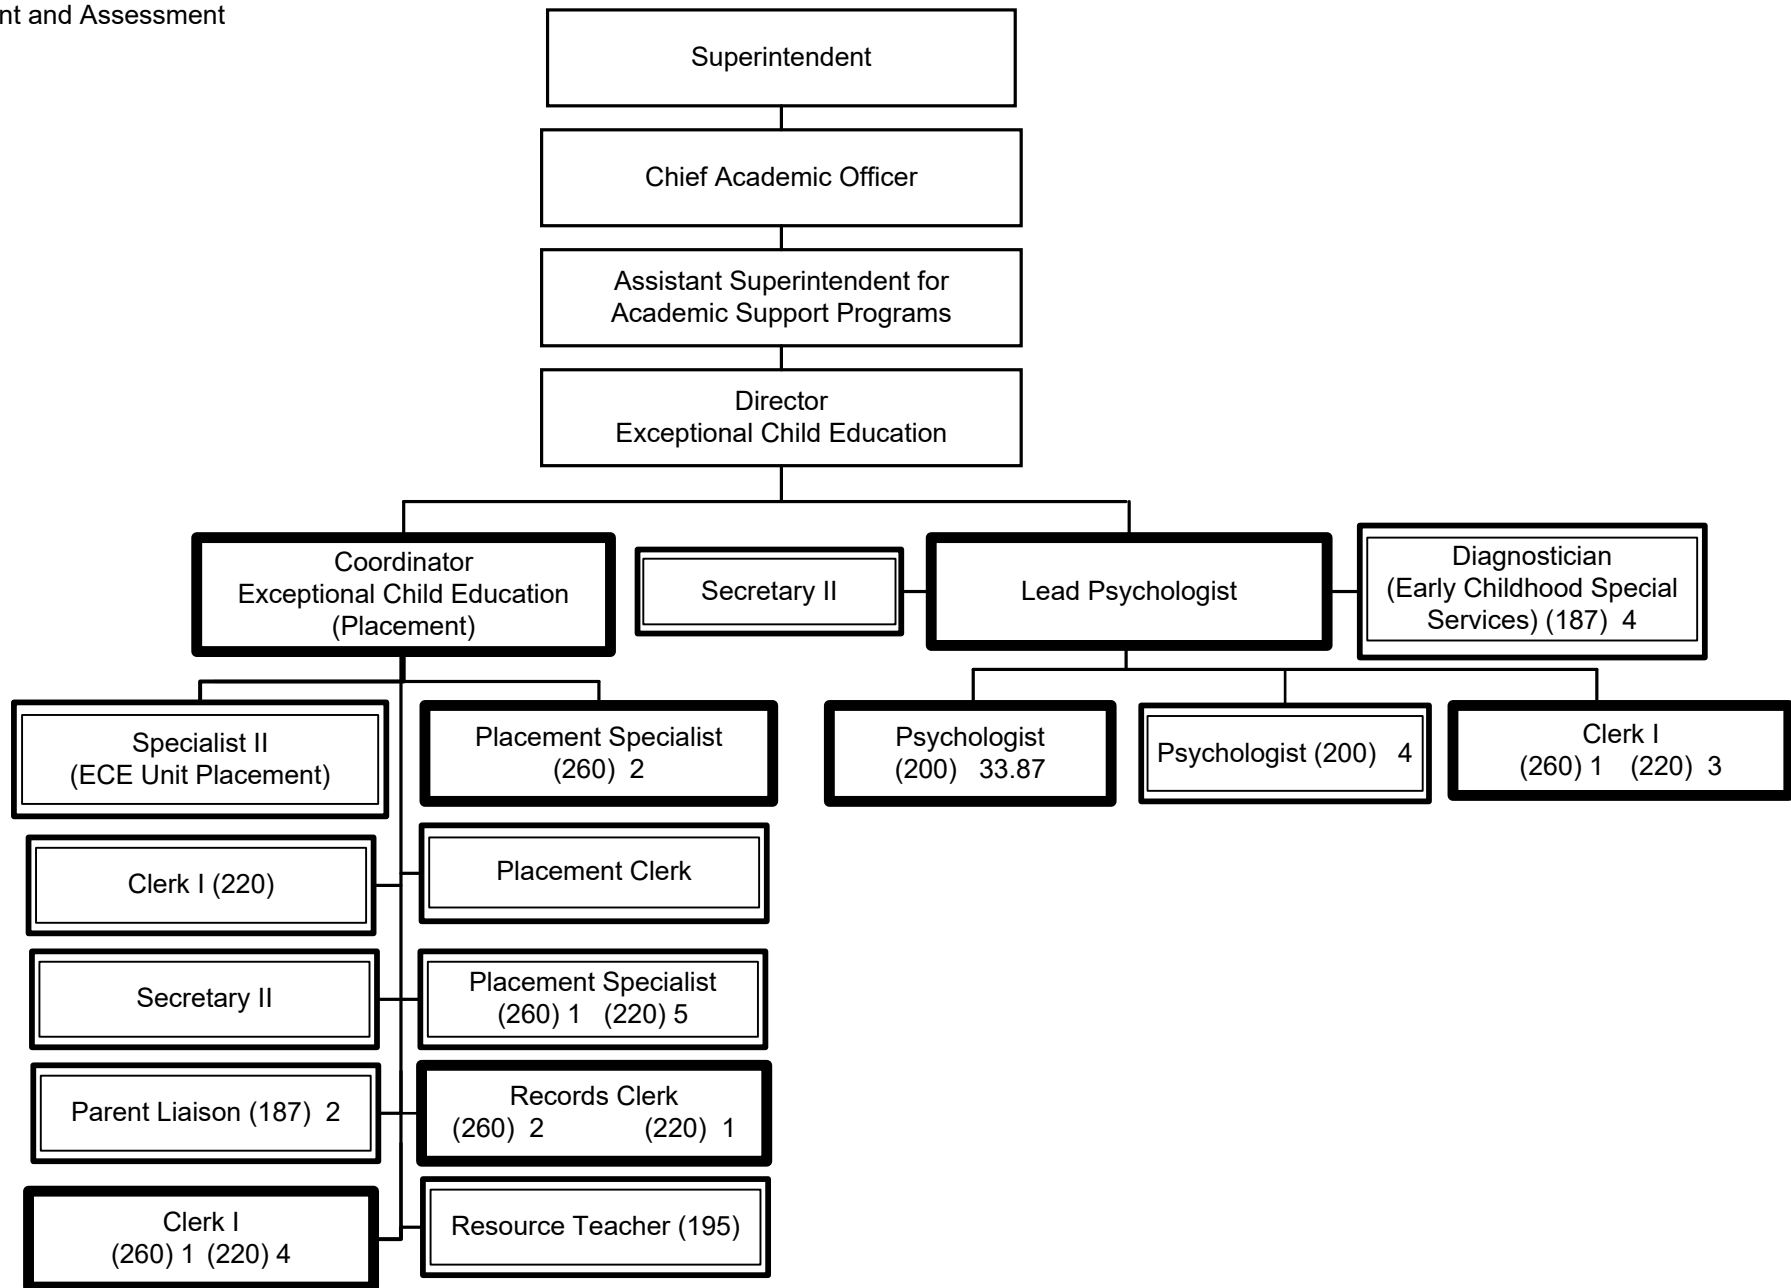 and Assessment
Superintendent
Chief Academic Officer
Assistant Superintendent for
Academic Support Programs
Director
Exceptional Child Education
Coordinator
Exceptional Child Education
(Placement)
Secretary II
Lead Psychologist
Diagnostician
(Early Childhood Special
Services) (187) 4
Specialist II
(ECE Unit Placement)
Placement Specialist
(260) 2
Psychologist
(200) 33.87
Psychologist (200) 4
Clerk I
(260) 1 (220) 3
Clerk I (220)
Placement Clerk
Secretary II
Placement Specialist
(260) 1 (220) 5
Parent Liaison (187) 2
Records Clerk
(260) 2 (220) 1
Clerk I
(260) 1 (220) 4
Resource Teacher (195)